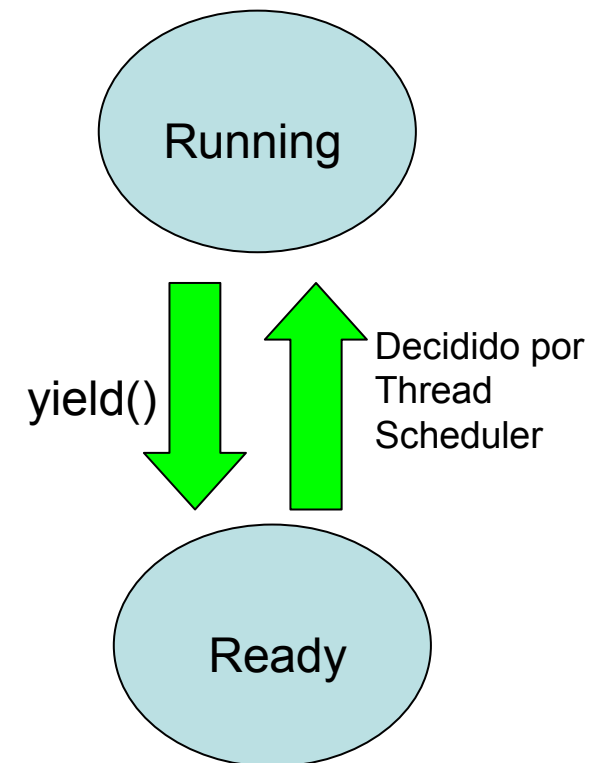 Running
yield()
Decidido por
Thread
Scheduler
Ready